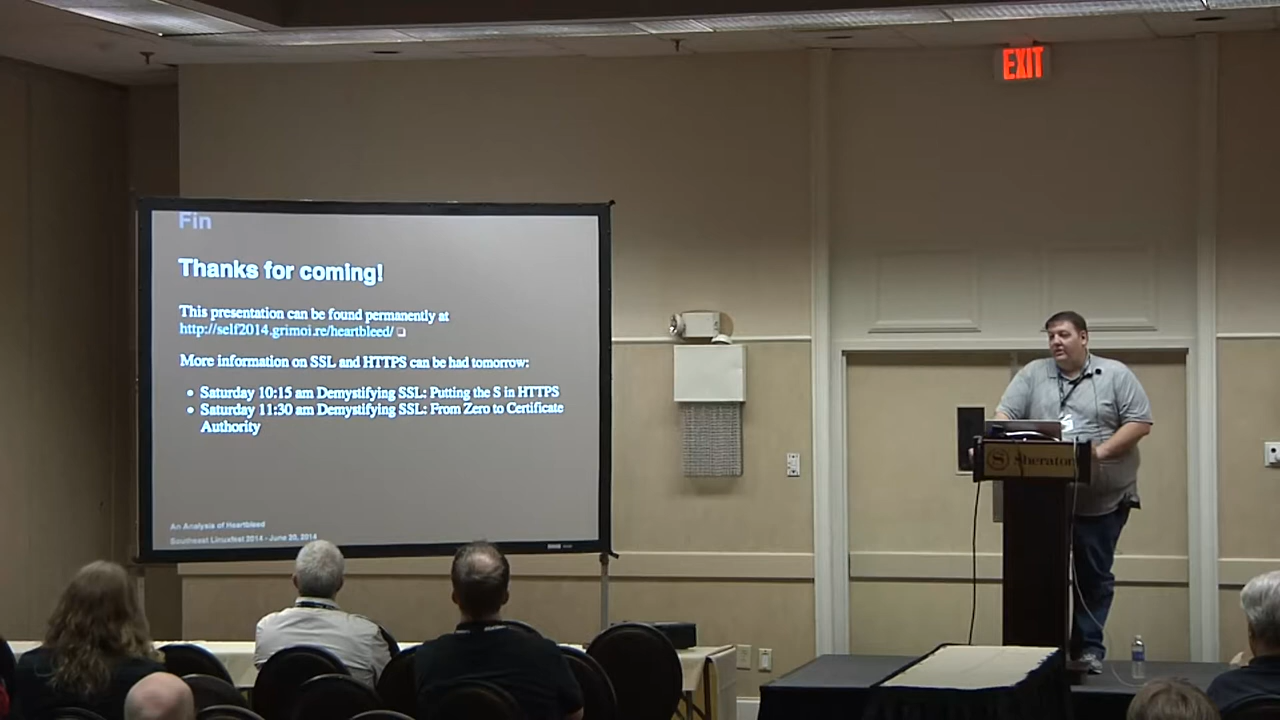 EXIT
Fin
Thanks for coming!
This presentation can be found permanently at
http://self2014.grimoi.re/heartbleed/
More information on SSL and HTTPS can be had tomorrow:
• Saturday 10:15 am Demystifying SSL: Putting the S in HTTPS
• Saturday 11:30 am Demystifying SSL: From Zero to Certificate
Authority
An Analysis of Heartbleed
Southeast Linuxfest 2014 - June 20, 2014
S Sheraton